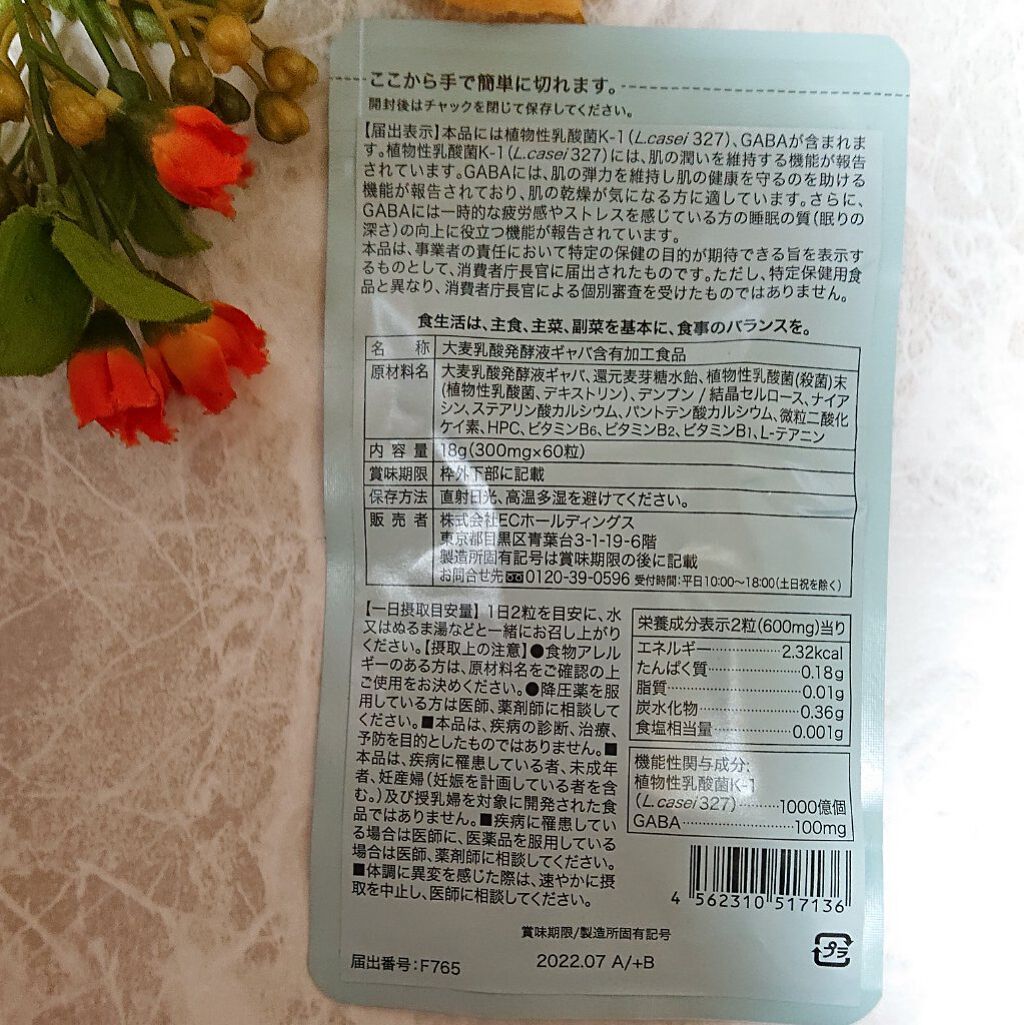 ここから手で簡単に切れます。
開封後はチャックを閉じて保存してください。
【届出表示】本品には植物性乳酸菌K-1(L.casei 327)、GABAが含まれま
す。植物性乳酸菌K-1(L.casei 327)には、肌の潤いを維持する機能が報告
されています。GABAには、肌の弾力を維持し肌の健康を守るのを助ける
機能が報告されており、肌の乾燥が気になる方に適しています。さらに、
GABAには一時的な疲労感やストレスを感じている方の睡眠の質(眠りの
深さ)の向上に役立つ機能が報告されています。
本品は、事業者の責任において特定の保健の目的が期待できる旨を表示す
るものとして、消費者庁長官に届出されたものです。ただし、特定保健用食
品と異なり、消費者庁長官による個別審査を受けたものではありません。
食生活は、主食、主菜、副菜を基本に、食事のバランスを。
名称 大麦乳酸発酵液ギャバ含有加工食品
原材料名 大麦乳酸発酵液ギャバ、還元麦芽糖水飴、植物性乳酸菌(殺菌)末
(植物性乳酸菌、デキストリン)、デンプン/結晶セルロース、ナイア
シン、ステアリン酸カルシウム、パントテン酸カルシウム、微粒二酸化
ケイ素、HPC、ビタミンB6、ビタミンB2、ビタミンB1、L-テアニン
内容量 18g(300mg×60粒)
賞味期限 枠外下部に記載
保存方法 直射日光、高温多湿を避けてください。
販売者 株式会社ECホールディングス
東京都目黒区青葉台3-1-19-6階
製造所固有記号は賞味期限の後に記載
お問合せ先 0120-39-0596 受付時間:平日10:00〜18:00(土日祝を除く)
【一日摂取目安量】1日2粒を目安に、水
又はぬるま湯などと一緒にお召し上がり
ください。【摂取上の注意】●食物アレル
ギーのある方は、原材料名をご確認の上
ご使用をお決めください。●降圧薬を服
用している方は医師、薬剤師に相談して
ください。■本品は、疾病の診断、治療、
予防を目的としたものではありません。■
本品は、疾病に罹患している者、未成年
者、妊産婦(妊娠を計画している者を含
む。)及び授乳婦を対象に開発された食
品ではありません。■疾病に罹患してい
る場合は医師に、医薬品を服用している
場合は医師、薬剤師に相談してください。
■体調に異変を感じた際は、速やかに摂
取を中止し、医師に相談してください。
栄養成分表示2粒(600mg)当り
エネルギー…………2.32kcal
たんぱく質…………0.18g
脂質…………0.01g
炭水化物…………0.36g
食塩相当量…………0.001g
機能性関与成分:
植物性乳酸菌K-1
(L.casei 327)…………1000億個
GABA…………100mg
4 562310 517136
賞味期限/製造所固有記号
届出番号:F765
2022.07 A/+B
プラ